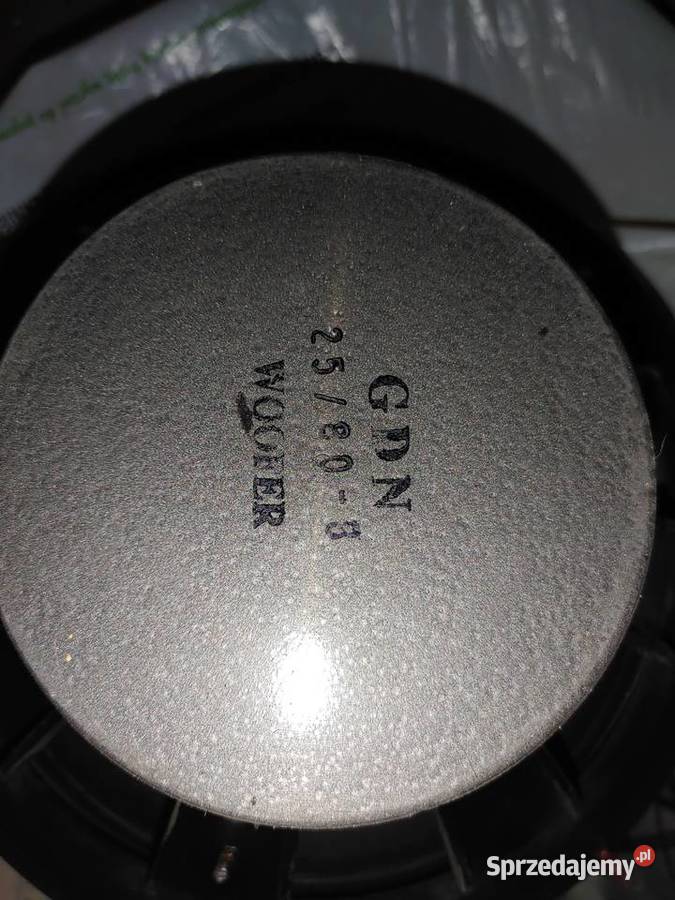 GDN
25/80-3
WOOFER
Sprzedajemy.pl